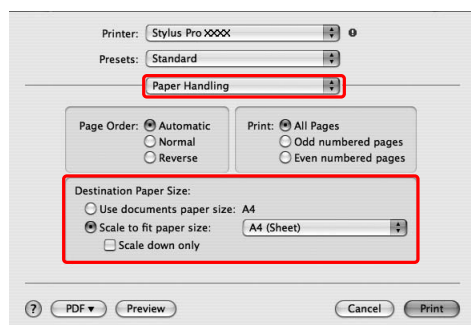 Printer: Stylus Pro XXXX
Presets: Standard
Paper Handling
Page Order: Automatic
Normal
Reverse
Print: All Pages
Odd numbered pages
Even numbered pages
Destination Paper Size:
Use documents paper size: A4
Scale to fit paper size: A4 (Sheet)
Scale down only
? PDF▼ Preview Cancel Print